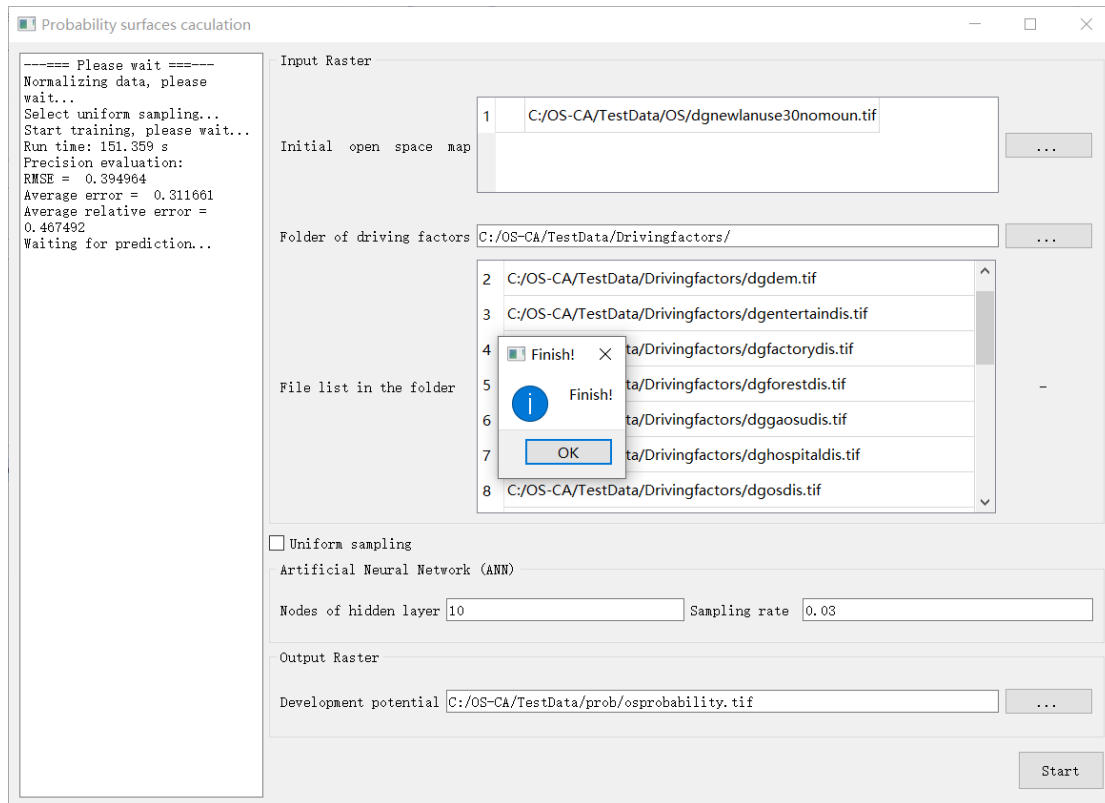 Probability surfaces caculation
---=== Please wait ===---
Normalizing data, please
wait...
Select uniform sampling...
Start training, please wait...
Run time: 151.359 s
Precision evaluation:
RMSE =  0.394964
Average error =  0.311661
Average relative error =
0.467492
Waiting for prediction...
Input Raster
Initial open space map
1 C:/OS-CA/TestData/OS/dgnewlanuse30nomoun.tif
...
Folder of driving factors C:/OS-CA/TestData/Drivingfactors/
...
File list in the folder
2 C:/OS-CA/TestData/Drivingfactors/dgdem.tif
3 C:/OS-CA/TestData/Drivingfactors/dgentertaindis.tif
4 ta/Drivingfactors/dgfactorydis.tif
5 ta/Drivingfactors/dgforestdis.tif
6 ta/Drivingfactors/dggaosudis.tif
7 ta/Drivingfactors/dghospitaldis.tif
8 C:/OS-CA/TestData/Drivingfactors/dgosdis.tif
-
Finish!
Finish!
OK
Uniform sampling
Artificial Neural Network (ANN)
Nodes of hidden layer 10 Sampling rate 0.03
Output Raster
Development potential C:/OS-CA/TestData/prob/osprobability.tif
...
Start